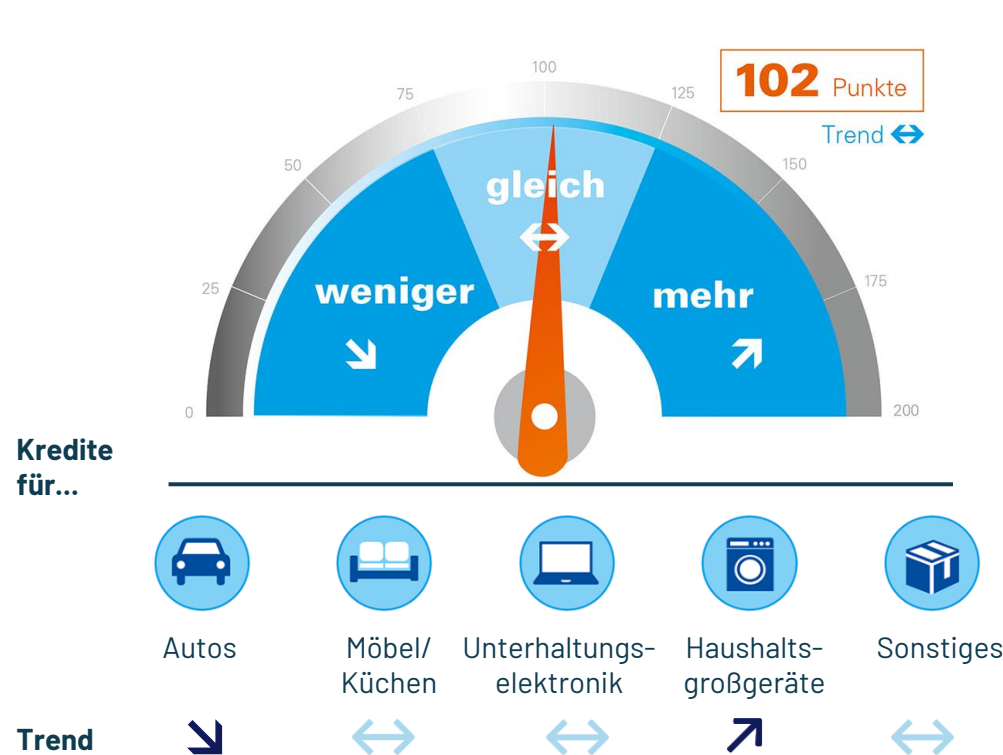 100
102 Punkte
75
125
Trend
50
150
gleich
25
175
weniger
mehr
0
200
Kredite
für...
Autos
Möbel/
Küchen
Unterhaltungs-
elektronik
Haushalts-
großgeräte
Sonstiges
Trend